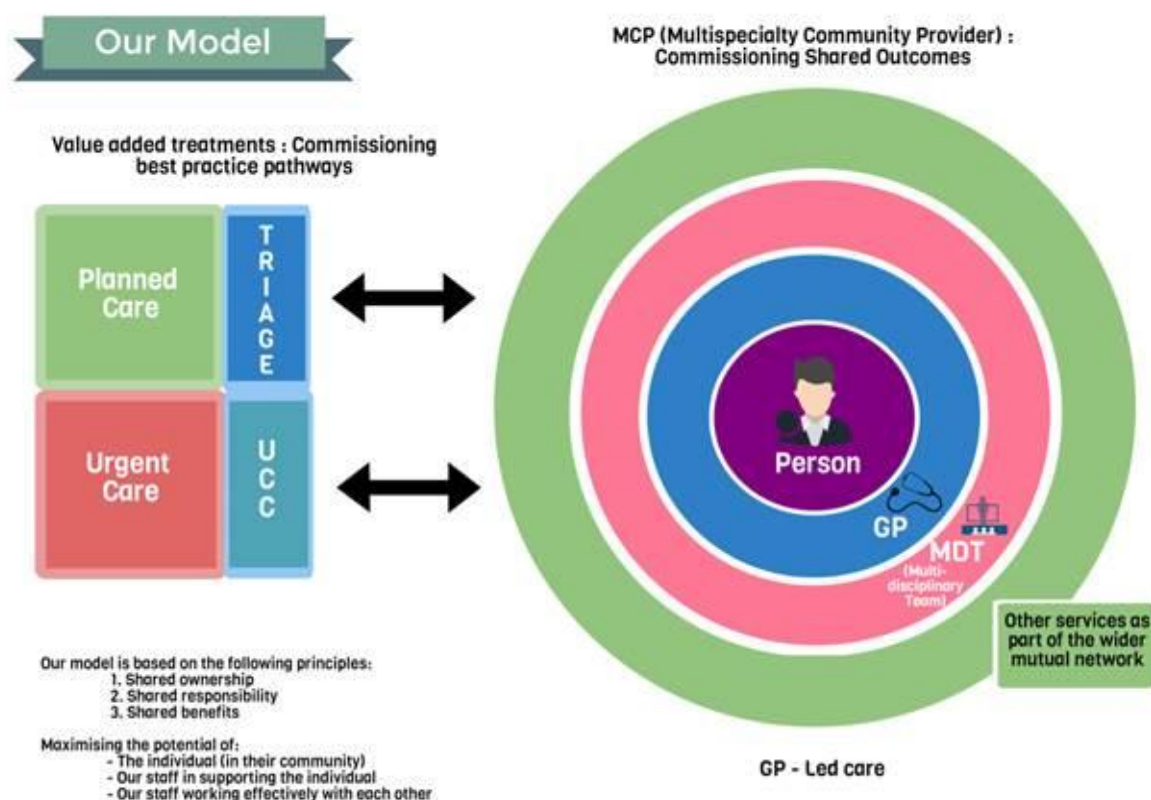 Our Model
Value added treatments : Commissioning
best practice pathways
Planned
Care
TRIAGE
Urgent
Care
UCC
Our model is based on the following principles:
1. Shared ownership
2. Shared responsibility
3. Shared benefits
Maximising the potential of:
- The individual (in their community)
- Our staff in supporting the individual
- Our staff working effectively with each other
MCP (Multispecialty Community Provider) :
Commissioning Shared Outcomes
Person
GP
MDT
(Multi-
disciplinary
Team)
Other services as
part of the wider
mutual network
GP - Led care